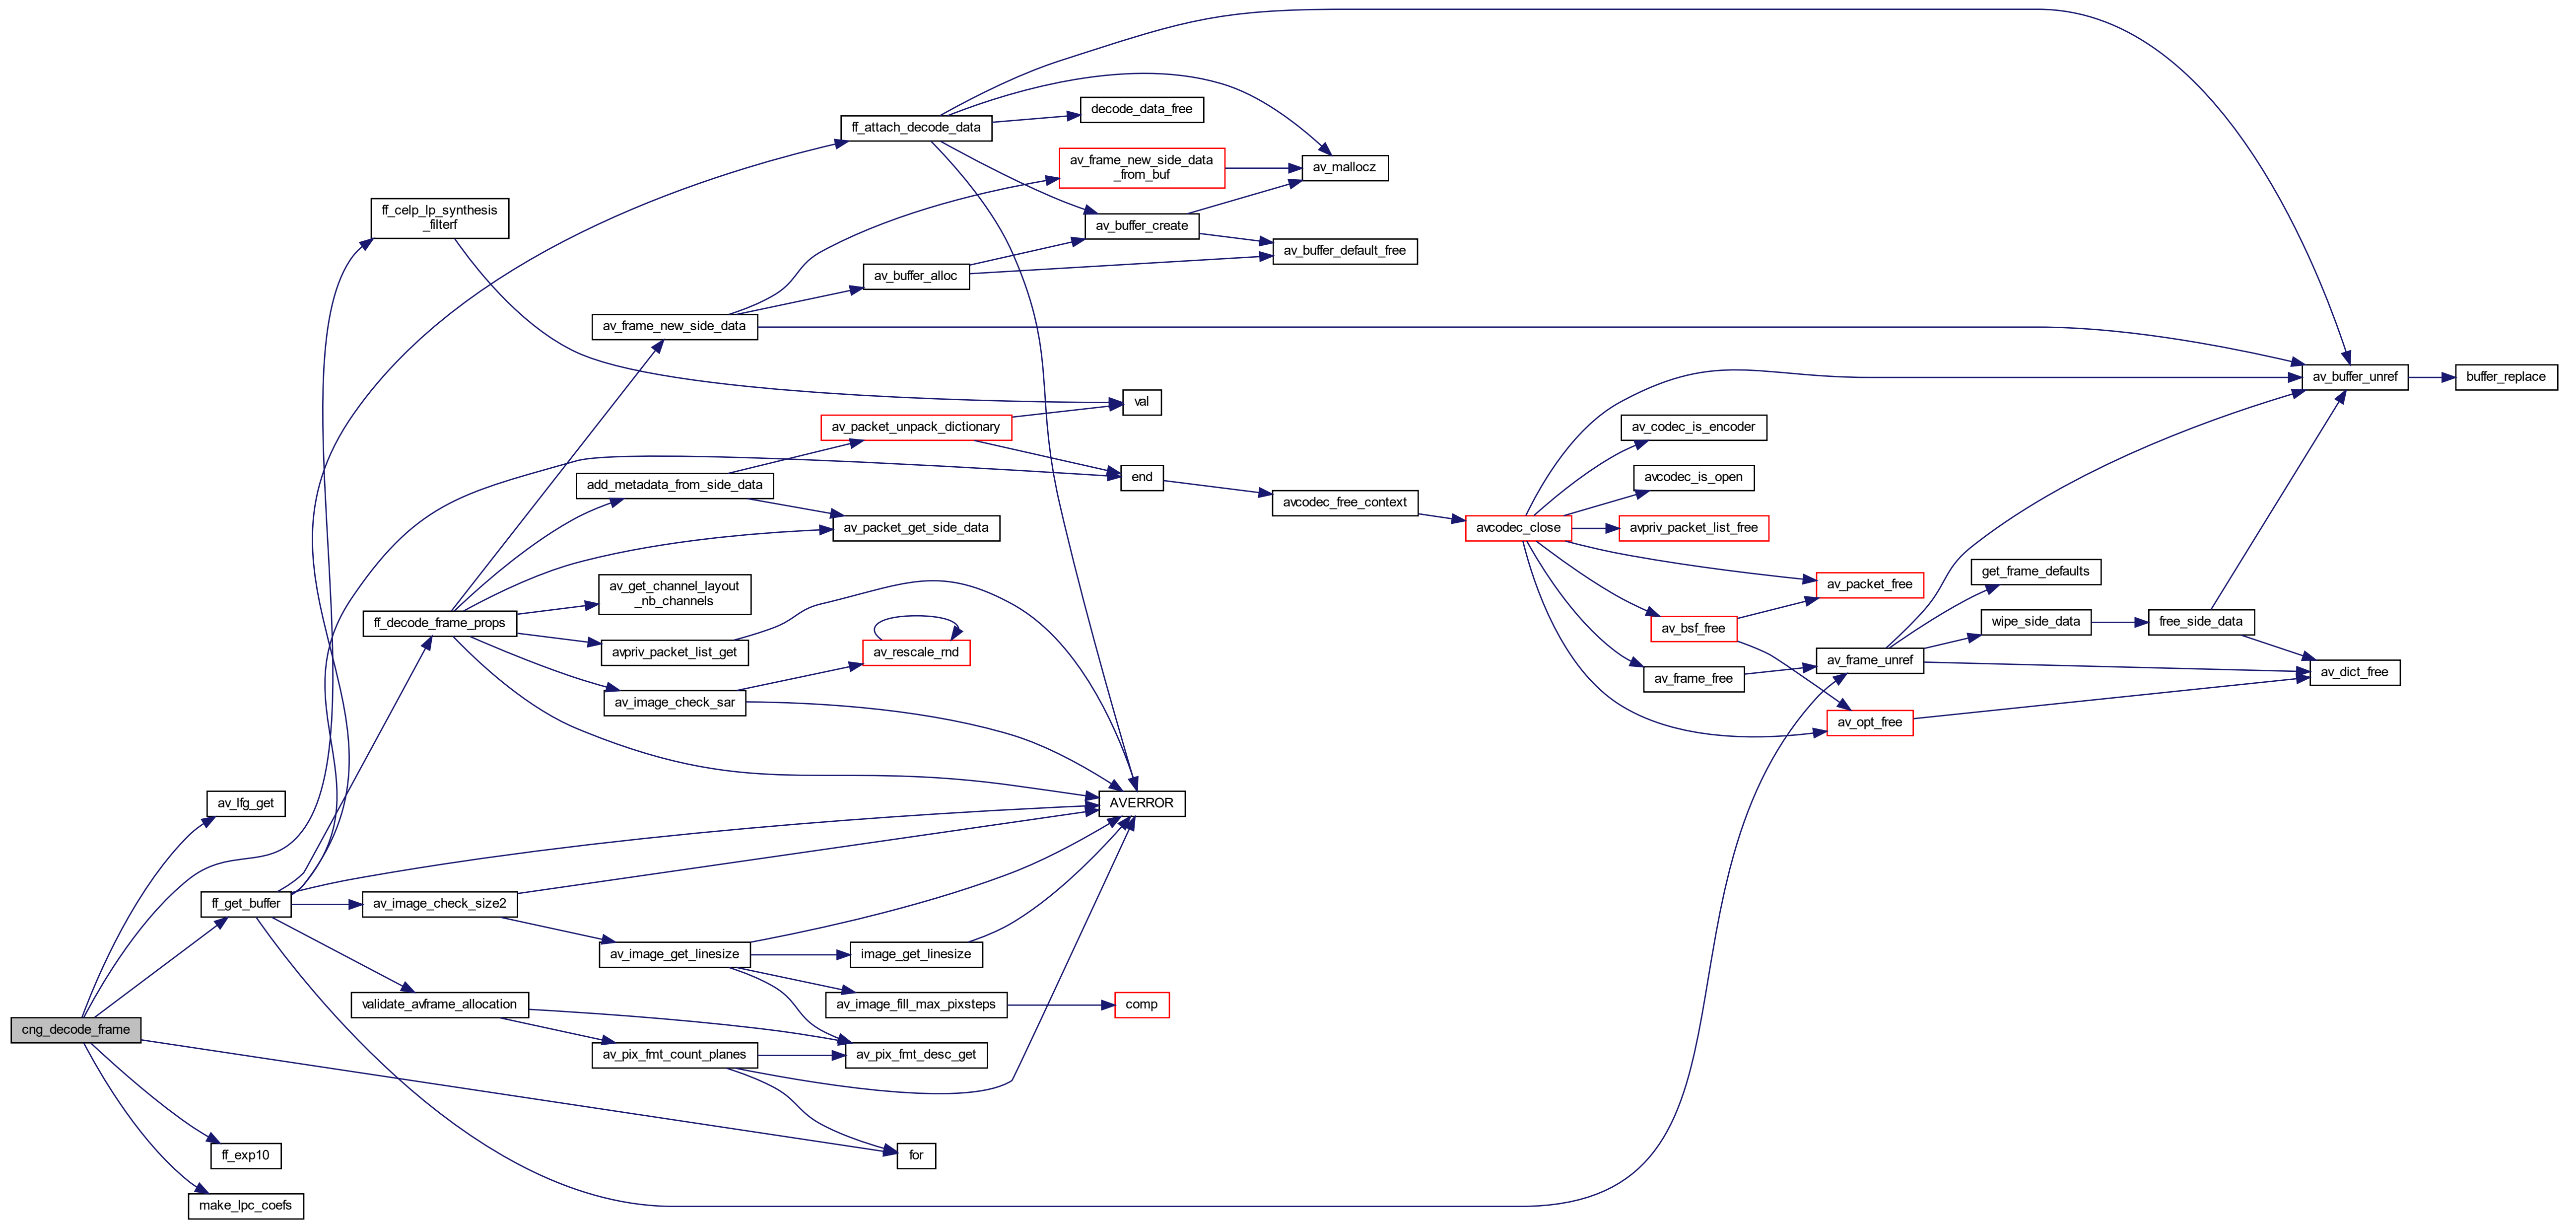 ff_attach_decode_data
decode_data_free
av_frame_new_side_data
_from_buf
av_mallocz
ff_celp_lp_synthesis
_filterf
av_buffer_create
av_buffer_default_free
av_buffer_alloc
av_frame_new_side_data
av_buffer_unref
buffer_replace
val
av_packet_unpack_dictionary
av_codec_is_encoder
add_metadata_from_side_data
end
avcodec_is_open
avcodec_free_context
av_packet_get_side_data
avcodec_close
avpriv_packet_list_free
get_frame_defaults
av_get_channel_layout
_nb_channels
av_packet_free
ff_decode_frame_props
wipe_side_data
free_side_data
av_bsf_free
avpriv_packet_list_get
av_rescale_rnd
av_frame_unref
av_dict_free
av_frame_free
av_image_check_sar
av_opt_free
av_lfg_get
AVERROR
ff_get_buffer
av_image_check_size2
av_image_get_linesize
image_get_linesize
validate_avframe_allocation
av_image_fill_max_pixsteps
comp
cng_decode_frame
av_pix_fmt_count_planes
av_pix_fmt_desc_get
ff_exp10
for
make_lpc_coefs